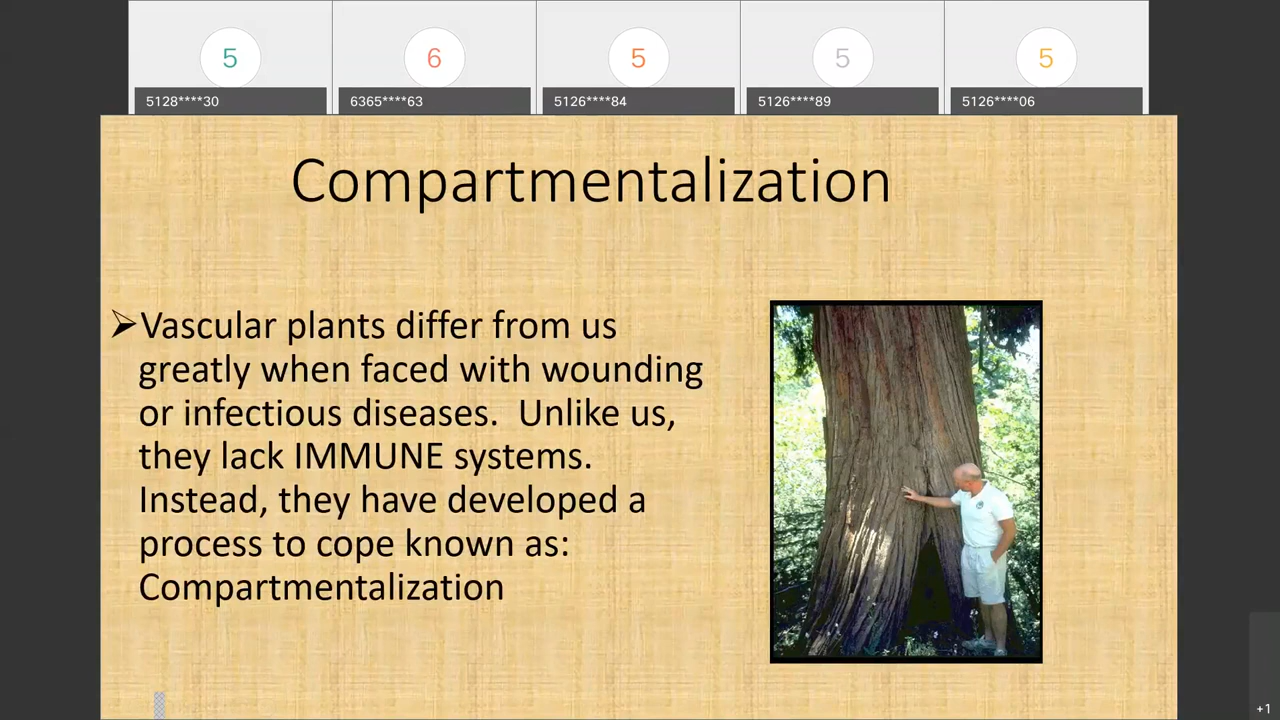 5 6 5 5 5
5128****30 6365****63 5126****84 5126****89 5126****06
Compartmentalization
➢Vascular plants differ from us
greatly when faced with wounding
or infectious diseases.  Unlike us,
they lack IMMUNE systems.
Instead, they have developed a
process to cope known as:
Compartmentalization
+1